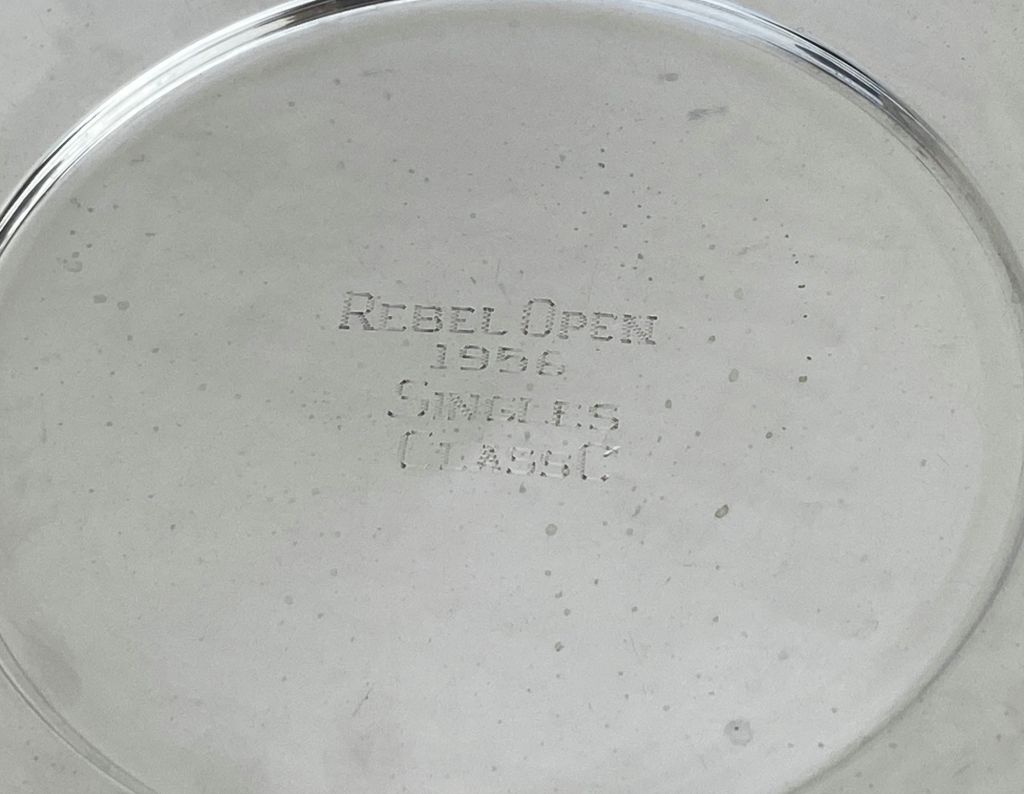 REBEL OPEN
1956
SINGLES
CLASS C